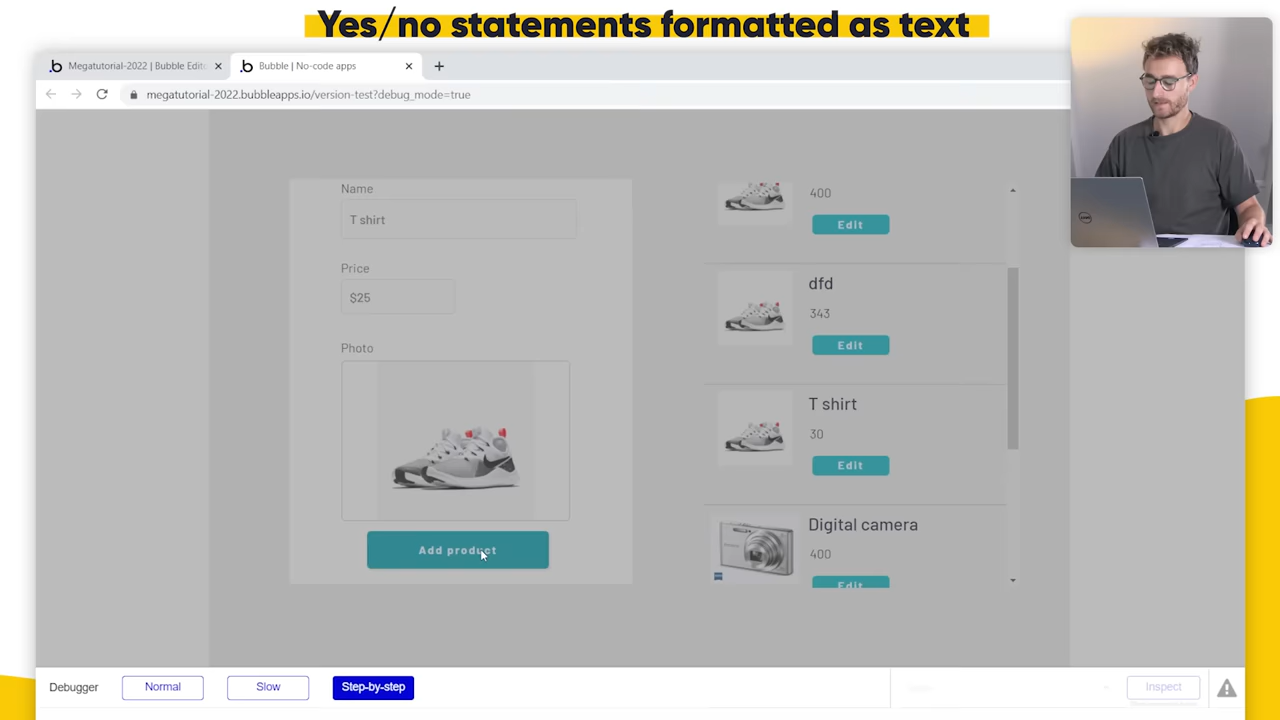 Yes/no statements formatted as text
Megatutorial-2022 | Bubble Edit
Bubble | No-code apps
megatutorial-2022.bubbleapps.io/version-test?debug_mode=true
Name
T shirt
Price
$25
Photo
Add product
400
Edit
dfd
343
Edit
T shirt
30
Edit
Digital camera
400
Edit
Debugger
Normal
Slow
Step-by-step
Inspect